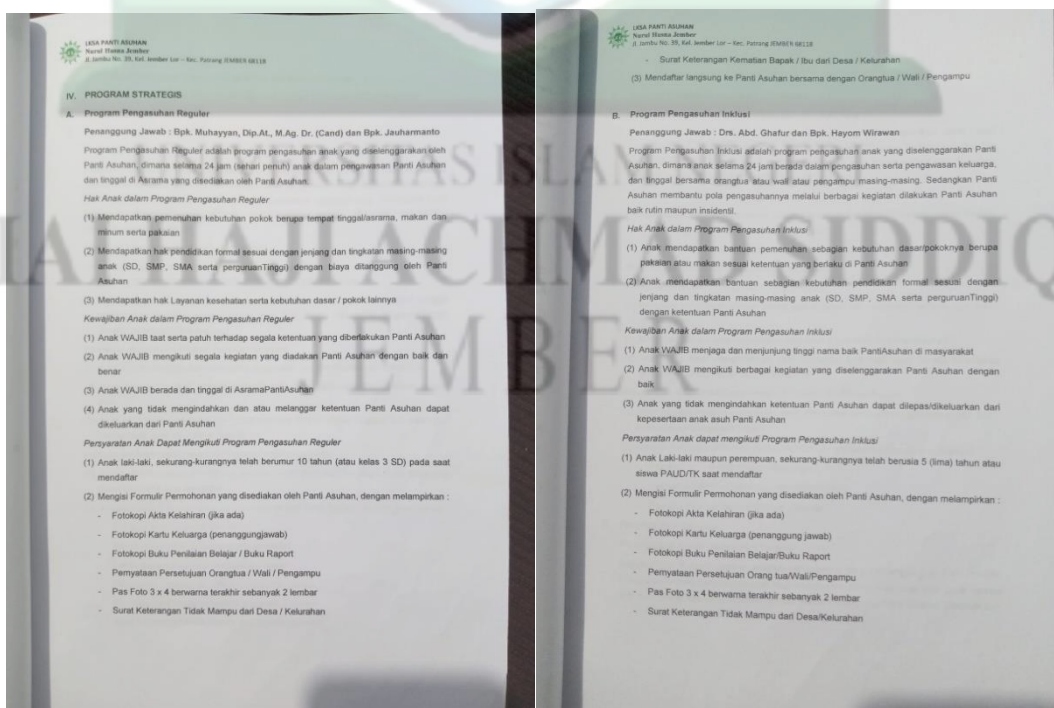 LKSA PANTI ASUHAN
Nurul Husna Jember
Jl. Jambu No. 39, Kel. Jember Lor – Kec. Patrang JEMBER 68118
IV. PROGRAM STRATEGIS
A. Program Pengasuhan Reguler
Penanggung Jawab : Bpk. Muhayyan, Dip.At., M.Ag. Dr. (Cand) dan Bpk. Jauharmanto
Program Pengasuhan Reguler adalah program pengasuhan anak yang diselenggarakan oleh
Panti Asuhan, dimana selama 24 jam (sehari penuh) anak dalam pengawasan Panti Asuhan
dan tinggal di Asrama yang disediakan oleh Panti Asuhan.
Hak Anak dalam Program Pengasuhan Reguler
(1) Mendapatkan pemenuhan kebutuhan pokok berupa tempat tinggal/asrama, makan dan
minum serta pakaian
(2) Mendapatkan hak pendidikan formal sesuai dengan jenjang dan tingkatan masing-masing
anak (SD, SMP, SMA serta perguruanTinggi) dengan biaya ditanggung oleh Panti
Asuhan
(3) Mendapatkan hak Layanan kesehatan serta kebutuhan dasar / pokok lainnya
Kewajiban Anak dalam Program Pengasuhan Reguler
(1) Anak WAJIB taat serta patuh terhadap segala ketentuan yang diberlakukan Panti Asuhan
(2) Anak WAJIB mengikuti segala kegiatan yang diadakan Panti Asuhan dengan baik dan
benar
(3) Anak WAJIB berada dan tinggal di AsramaPantiAsuhan
(4) Anak yang tidak mengindahkan dan atau melanggar ketentuan Panti Asuhan dapat
dikeluarkan dari Panti Asuhan
Persyaratan Anak Dapat Mengikuti Program Pengasuhan Reguler
(1) Anak laki-laki, sekurang-kurangnya telah berumur 10 tahun (atau kelas 3 SD) pada saat
mendaftar
(2) Mengisi Formulir Permohonan yang disediakan oleh Panti Asuhan, dengan melampirkan :
- Fotokopi Akta Kelahiran (jika ada)
- Fotokopi Kartu Keluarga (penanggungjawab)
- Fotokopi Buku Penilaian Belajar / Buku Raport
- Pernyataan Persetujuan Orangtua / Wali / Pengampu
- Pas Foto 3 x 4 berwarna terakhir sebanyak 2 lembar
- Surat Keterangan Tidak Mampu dari Desa / Kelurahan
LKSA PANTI ASUHAN
Nurul Husna Jember
Jl. Jambu No. 39, Kel. Jember Lor – Kec. Patrang JEMBER 68118
- Surat Keterangan Kematian Bapak / Ibu dari Desa / Kelurahan
(3) Mendaftar langsung ke Panti Asuhan bersama dengan Orangtua / Wali / Pengampu
B. Program Pengasuhan Inklusi
Penanggung Jawab : Drs. Abd. Ghafur dan Bpk. Hayom Wirawan
Program Pengasuhan Inklusi adalah program pengasuhan anak yang diselenggarakan Panti
Asuhan, dimana anak selama 24 jam berada dalam pengasuhan serta pengawasan keluarga,
dan tinggal bersama orangtua atau wali atau pengampu masing-masing. Sedangkan Panti
Asuhan membantu pola pengasuhannya melalui berbagai kegiatan dilakukan Panti Asuhan
baik rutin maupun insidentil.
Hak Anak dalam Program Pengasuhan Inklusi
(1) Anak mendapatkan bantuan pemenuhan sebagian kebutuhan dasar/pokoknya berupa
pakaian atau makan sesuai ketentuan yang berlaku di Panti Asuhan
(2) Anak mendapatkan bantuan sebagian kebutuhan pendidikan formal sesuai dengan
jenjang dan tingkatan masing-masing anak (SD, SMP, SMA serta perguruanTinggi)
dengan ketentuan Panti Asuhan
Kewajiban Anak dalam Program Pengasuhan Inklusi
(1) Anak WAJIB menjaga dan menjunjung tinggi nama baik PantiAsuhan di masyarakat
(2) Anak WAJIB mengikuti berbagai kegiatan yang diselenggarakan Panti Asuhan dengan
baik
(3) Anak yang tidak mengindahkan ketentuan Panti Asuhan dapat dilepas/dikeluarkan dari
kepesertaan anak asuh Panti Asuhan
Persyaratan Anak dapat mengikuti Program Pengasuhan Inklusi
(1) Anak Laki-laki maupun perempuan, sekurang-kurangnya telah berusia 5 (lima) tahun atau
siswa PAUD/TK saat mendaftar
(2) Mengisi Formulir Permohonan yang disediakan oleh Panti Asuhan, dengan melampirkan :
- Fotokopi Akta Kelahiran (jika ada)
- Fotokopi Kartu Keluarga (penanggung jawab)
- Fotokopi Buku Penilaian Belajar/Buku Raport
- Pernyataan Persetujuan Orang tua/Wali/Pengampu
- Pas Foto 3 x 4 berwarna terakhir sebanyak 2 lembar
- Surat Keterangan Tidak Mampu dari Desa/Kelurahan
JEMBER